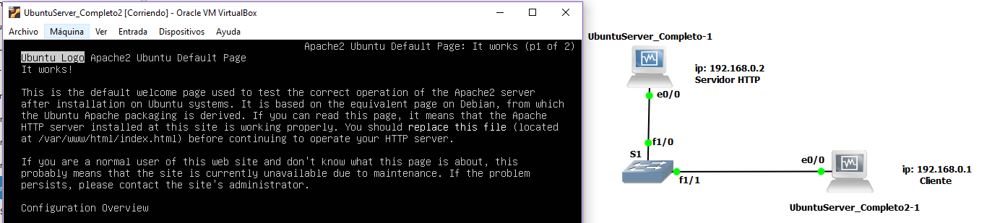 UbuntuServer_Completo2 [Corriendo] - Oracle VM VirtualBox
Archivo Máquina Ver Entrada Dispositivos Ayuda
Apache2 Ubuntu Default Page: It works (p1 of 2)
Ubuntu Logo Apache2 Ubuntu Default Page
It works!
This is the default welcome page used to test the correct operation of the Apache2 server
after installation on Ubuntu systems. It is based on the equivalent page on Debian, from which
the Ubuntu Apache packaging is derived. If you can read this page, it means that the Apache
HTTP server installed at this site is working properly. You should replace this file (located
at /var/www/html/index.html) before continuing to operate your HTTP server.
If you are a normal user of this web site and don't know what this page is about, this
probably means that the site is currently unavailable due to maintenance. If the problem
persists, please contact the site's administrator.
Configuration Overview
UbuntuServer_Completo-1
ip: 192.168.0.2
Servidor HTTP
e0/0
f1/0
S1
f1/1
e0/0
ip: 192.168.0.1
Cliente
UbuntuServer_Completo2-1